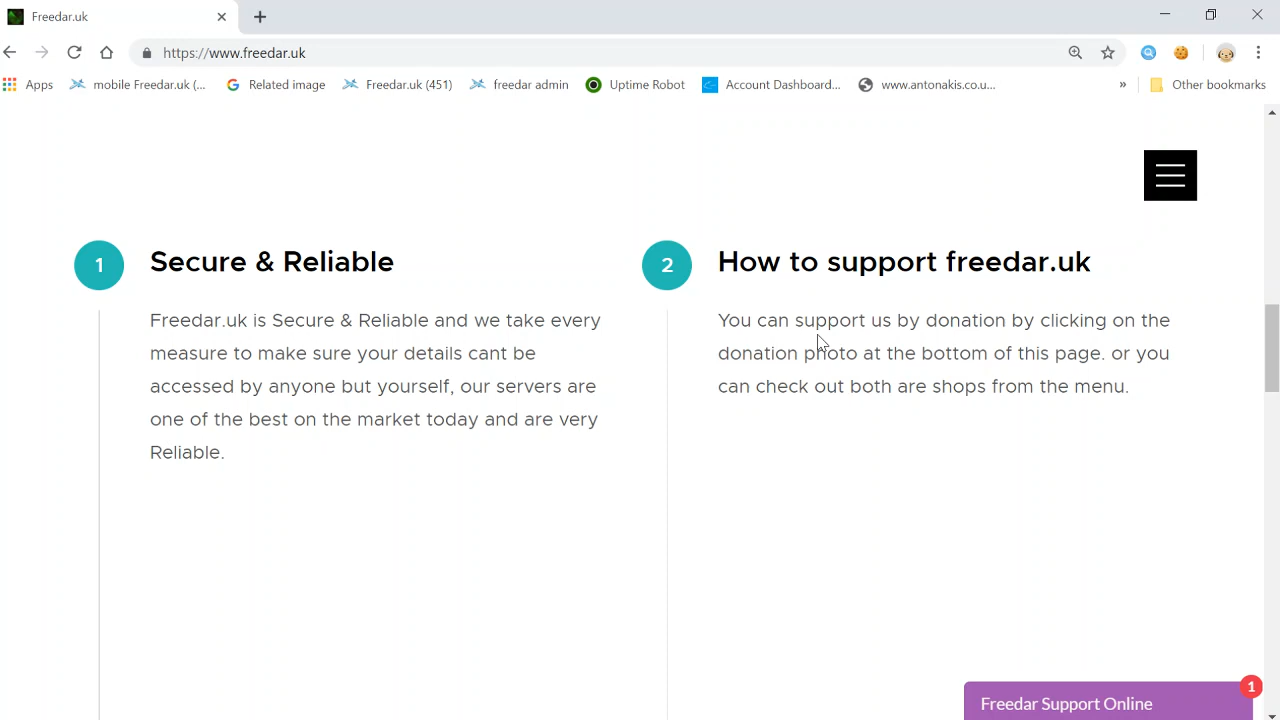 Freedar.uk
https://www.freedar.uk
Apps
mobile Freedar.uk (...
Related image
Freedar.uk (451)
freedar admin
Uptime Robot
Account Dashboard...
www.antonakis.co.u...
»
Other bookmarks
1
Secure & Reliable
Freedar.uk is Secure & Reliable and we take every
measure to make sure your details cant be
accessed by anyone but yourself, our servers are
one of the best on the market today and are very
Reliable.
2
How to support freedar.uk
You can support us by donation by clicking on the
donation photo at the bottom of this page. or you
can check out both are shops from the menu.
Freedar Support Online
1